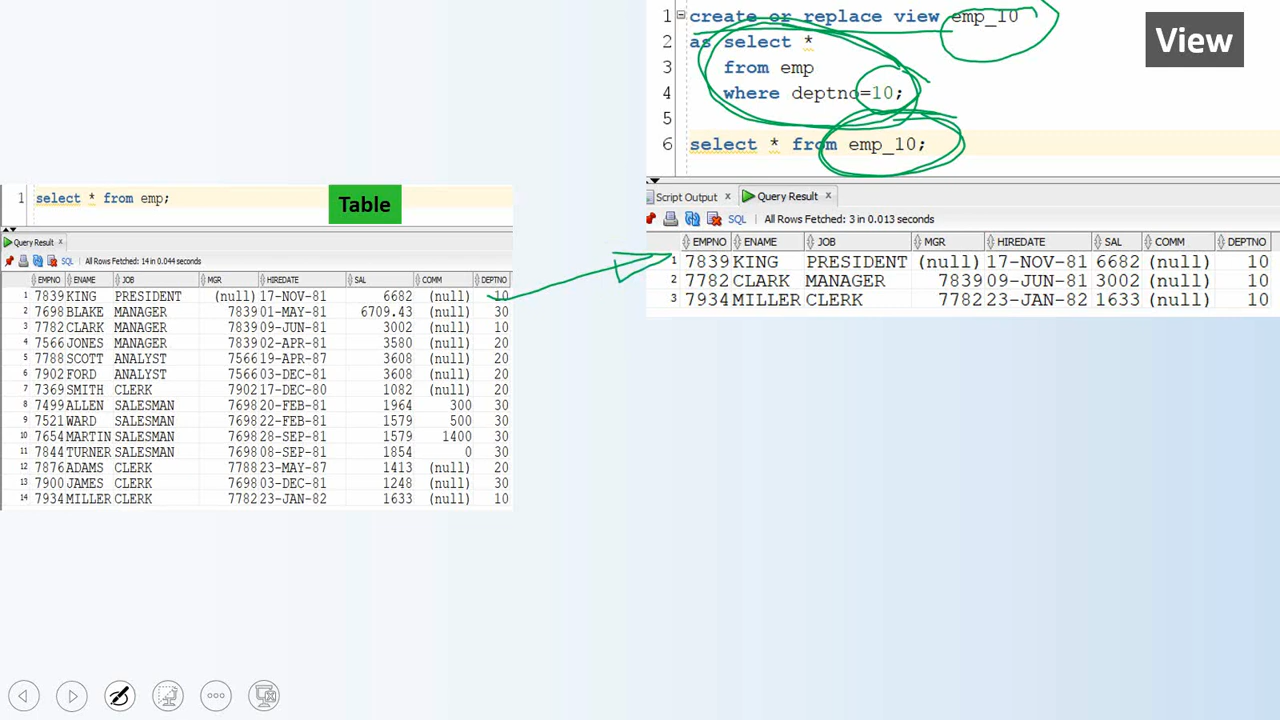 1 create or replace view emp_10
2 as select *
3 from emp
4 where deptno=10;
5
6 select * from emp_10;
View
Script Output x Query Result x
SQL All Rows Fetched: 3 in 0.013 seconds
EMPNO ENAME JOB MGR HIREDATE SAL COMM DEPTNO
1 7839 KING PRESIDENT (null) 17-NOV-81 6682 (null) 10
2 7782 CLARK MANAGER 7839 09-JUN-81 3002 (null) 10
3 7934 MILLER CLERK 7782 23-JAN-82 1633 (null) 10
1 select * from emp;
Table
Query Result x
SQL All Rows Fetched: 14 in 0.044 seconds
EMPNO ENAME JOB MGR HIREDATE SAL COMM DEPTNO
1 7839 KING PRESIDENT (null) 17-NOV-81 6682 (null) 10
2 7698 BLAKE MANAGER 7839 01-MAY-81 6709.43 (null) 30
3 7782 CLARK MANAGER 7839 09-JUN-81 3002 (null) 10
4 7566 JONES MANAGER 7839 02-APR-81 3580 (null) 20
5 7788 SCOTT ANALYST 7566 19-APR-87 3608 (null) 20
6 7902 FORD ANALYST 7566 03-DEC-81 3608 (null) 20
7 7369 SMITH CLERK 7902 17-DEC-80 1082 (null) 20
8 7499 ALLEN SALESMAN 7698 20-FEB-81 1964 300 30
9 7521 WARD SALESMAN 7698 22-FEB-81 1579 500 30
10 7654 MARTIN SALESMAN 7698 28-SEP-81 1579 1400 30
11 7844 TURNER SALESMAN 7698 08-SEP-81 1854 0 30
12 7876 ADAMS CLERK 7788 23-MAY-87 1413 (null) 20
13 7900 JAMES CLERK 7698 03-DEC-81 1248 (null) 30
14 7934 MILLER CLERK 7782 23-JAN-82 1633 (null) 10